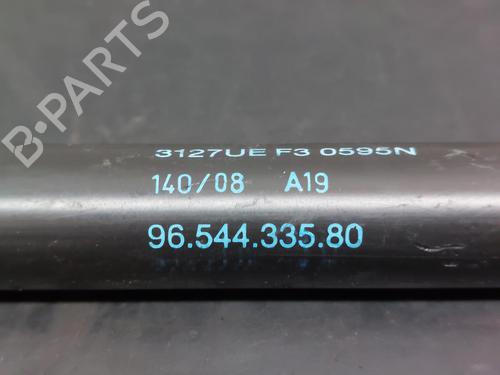 B-PARTS
3127UE F3 0595N
140/08 A19
96.544.335.80